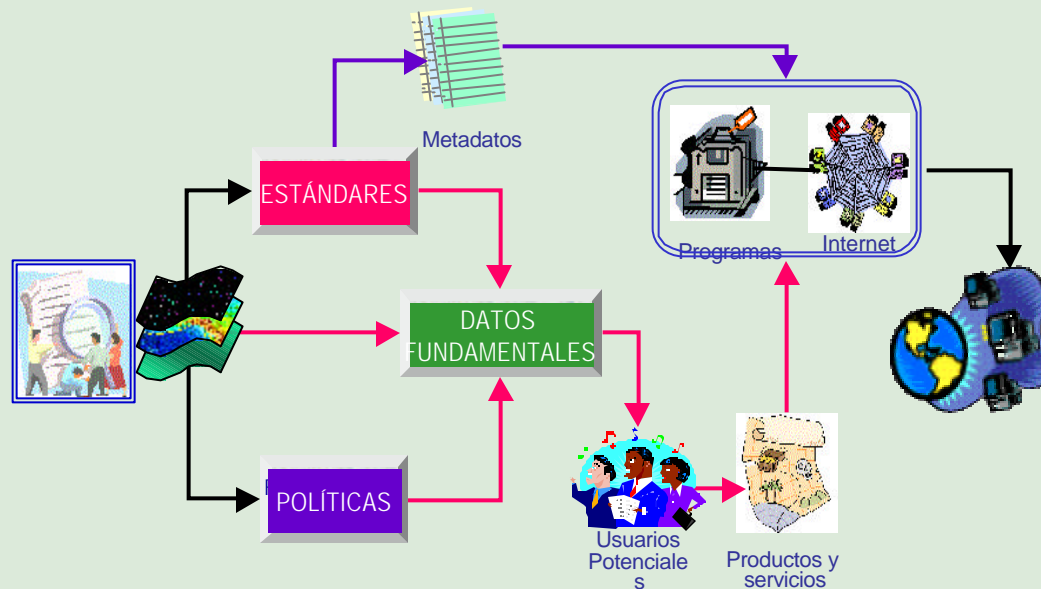 Metadatos
ESTÁNDARES
Programas
Internet
DATOS
FUNDAMENTALES
POLÍTICAS
Usuarios
Potenciale
s
Productos y
servicios